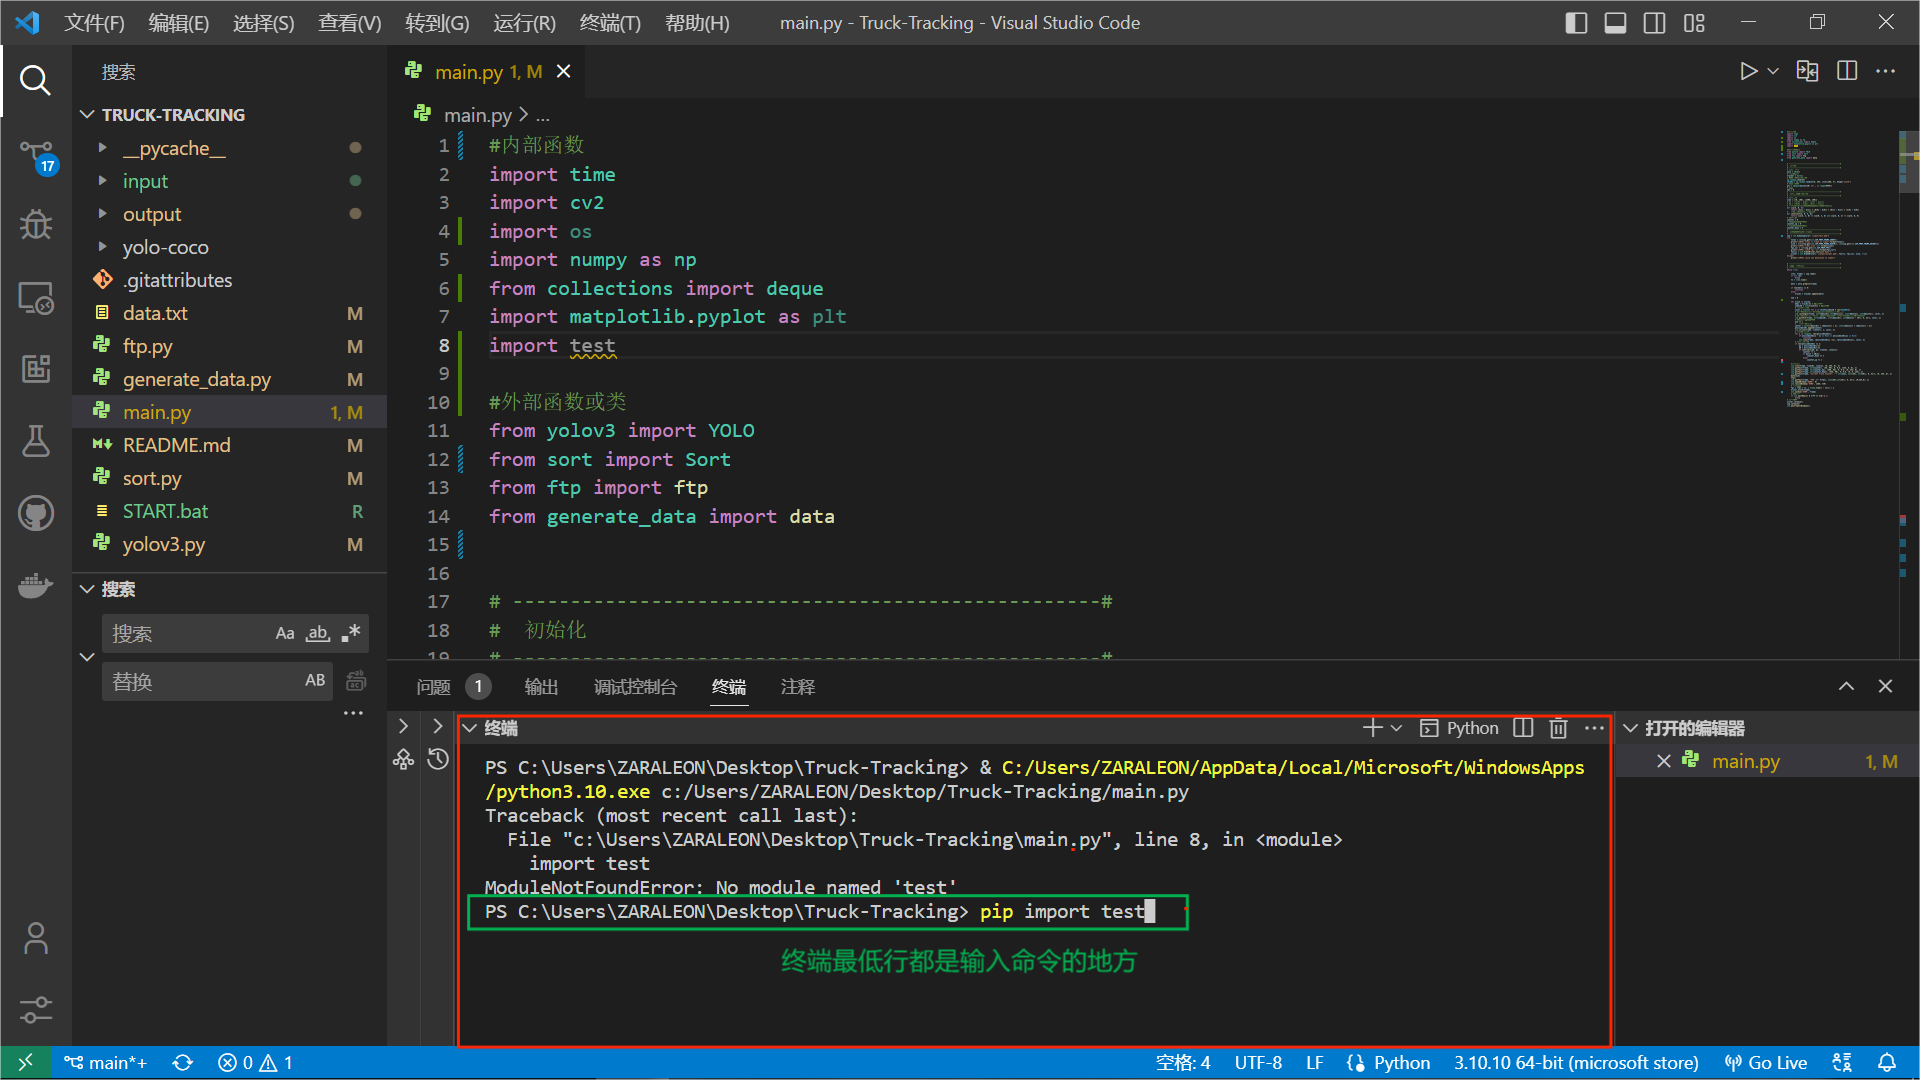 文件(F) 编辑(E) 选择(S) 查看(V) 转到(G) 运行(R) 终端(T) 帮助(H) main.py - Truck-Tracking - Visual Studio Code
搜索
TRUCK-TRACKING
__pycache__
input
output
yolo-coco
.gitattributes
data.txt M
ftp.py M
generate_data.py M
main.py 1, M
README.md M
sort.py M
START.bat R
yolov3.py M
17
搜索
搜索 Aa ab .*
替换 AB
main.py 1, M
main.py > ...
1 #内部函数
2 import time
3 import cv2
4 import os
5 import numpy as np
6 from collections import deque
7 import matplotlib.pyplot as plt
8 import test
9
10 #外部函数或类
11 from yolov3 import YOLO
12 from sort import Sort
13 from ftp import ftp
14 from generate_data import data
15
16
17 # ---------------------------------------------------#
18 # 初始化
19 # ---------------------------------------------------#
问题 1 输出 调试控制台 终端 注释
终端 Python
PS C:\Users\ZARALEON\Desktop\Truck-Tracking> & C:/Users/ZARALEON/AppData/Local/Microsoft/WindowsApps
/python3.10.exe c:/Users/ZARALEON/Desktop/Truck-Tracking/main.py
Traceback (most recent call last):
File "c:\Users\ZARALEON\Desktop\Truck-Tracking\main.py", line 8, in <module>
import test
ModuleNotFoundError: No module named 'test'
PS C:\Users\ZARALEON\Desktop\Truck-Tracking> pip import test
终端最低行都是输入命令的地方
打开的编辑器
main.py 1, M
main*+ 0 1 空格: 4 UTF-8 LF Python 3.10.10 64-bit (microsoft store) Go Live